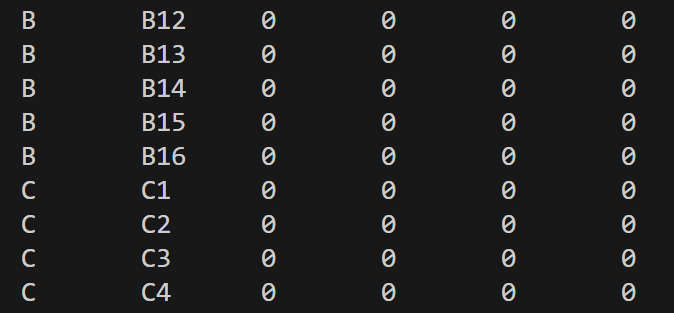 B B12 0 0 0 0
B B13 0 0 0 0
B B14 0 0 0 0
B B15 0 0 0 0
B B16 0 0 0 0
C C1 0 0 0 0
C C2 0 0 0 0
C C3 0 0 0 0
C C4 0 0 0 0